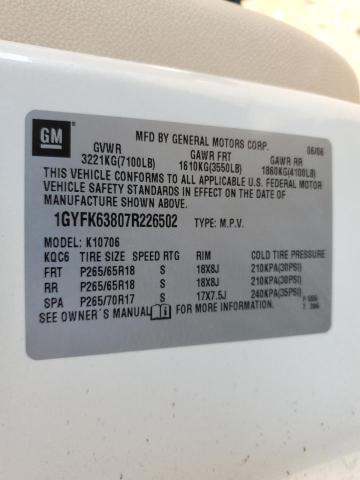 GM
MFD BY GENERAL MOTORS CORP. 06/06
GVWR GAWR FRT GAWR RR
3221KG(7100LB) 1610KG(3550LB) 1860KG(4100LB)
THIS VEHICLE CONFORMS TO ALL APPLICABLE U.S. FEDERAL MOTOR
VEHICLE SAFETY STANDARDS IN EFFECT ON THE DATE OF
MANUFACTURE SHOWN ABOVE.
1GYFK63807R226502 TYPE: M.P.V.
MODEL: K10706
KQC6 TIRE SIZE SPEED RTG RIM COLD TIRE PRESSURE
FRT P265/65R18 S 18X8J 210KPA(30PSI)
RR P265/65R18 S 18X8J 210KPA(30PSI)
SPA P265/70R17 S 17X7.5J 240KPA(35PSI)
SEE OWNER'S MANUAL FOR MORE INFORMATION